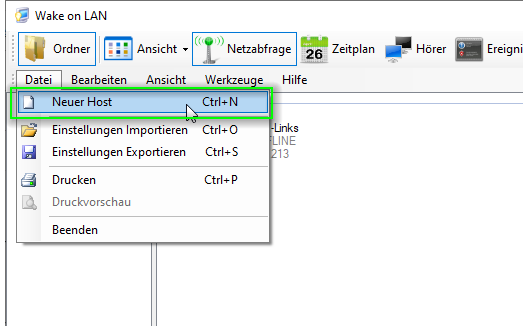 Wake on LAN
Ordner Ansicht Netzabfrage 26 Zeitplan Hörer Ereigni
Datei Bearbeiten Ansicht Werkzeuge Hilfe
Neuer Host Ctrl+N
Einstellungen Importieren Ctrl+O
-Links
Einstellungen Exportieren Ctrl+S
FLINE
213
Drucken Ctrl+P
Druckvorschau
Beenden